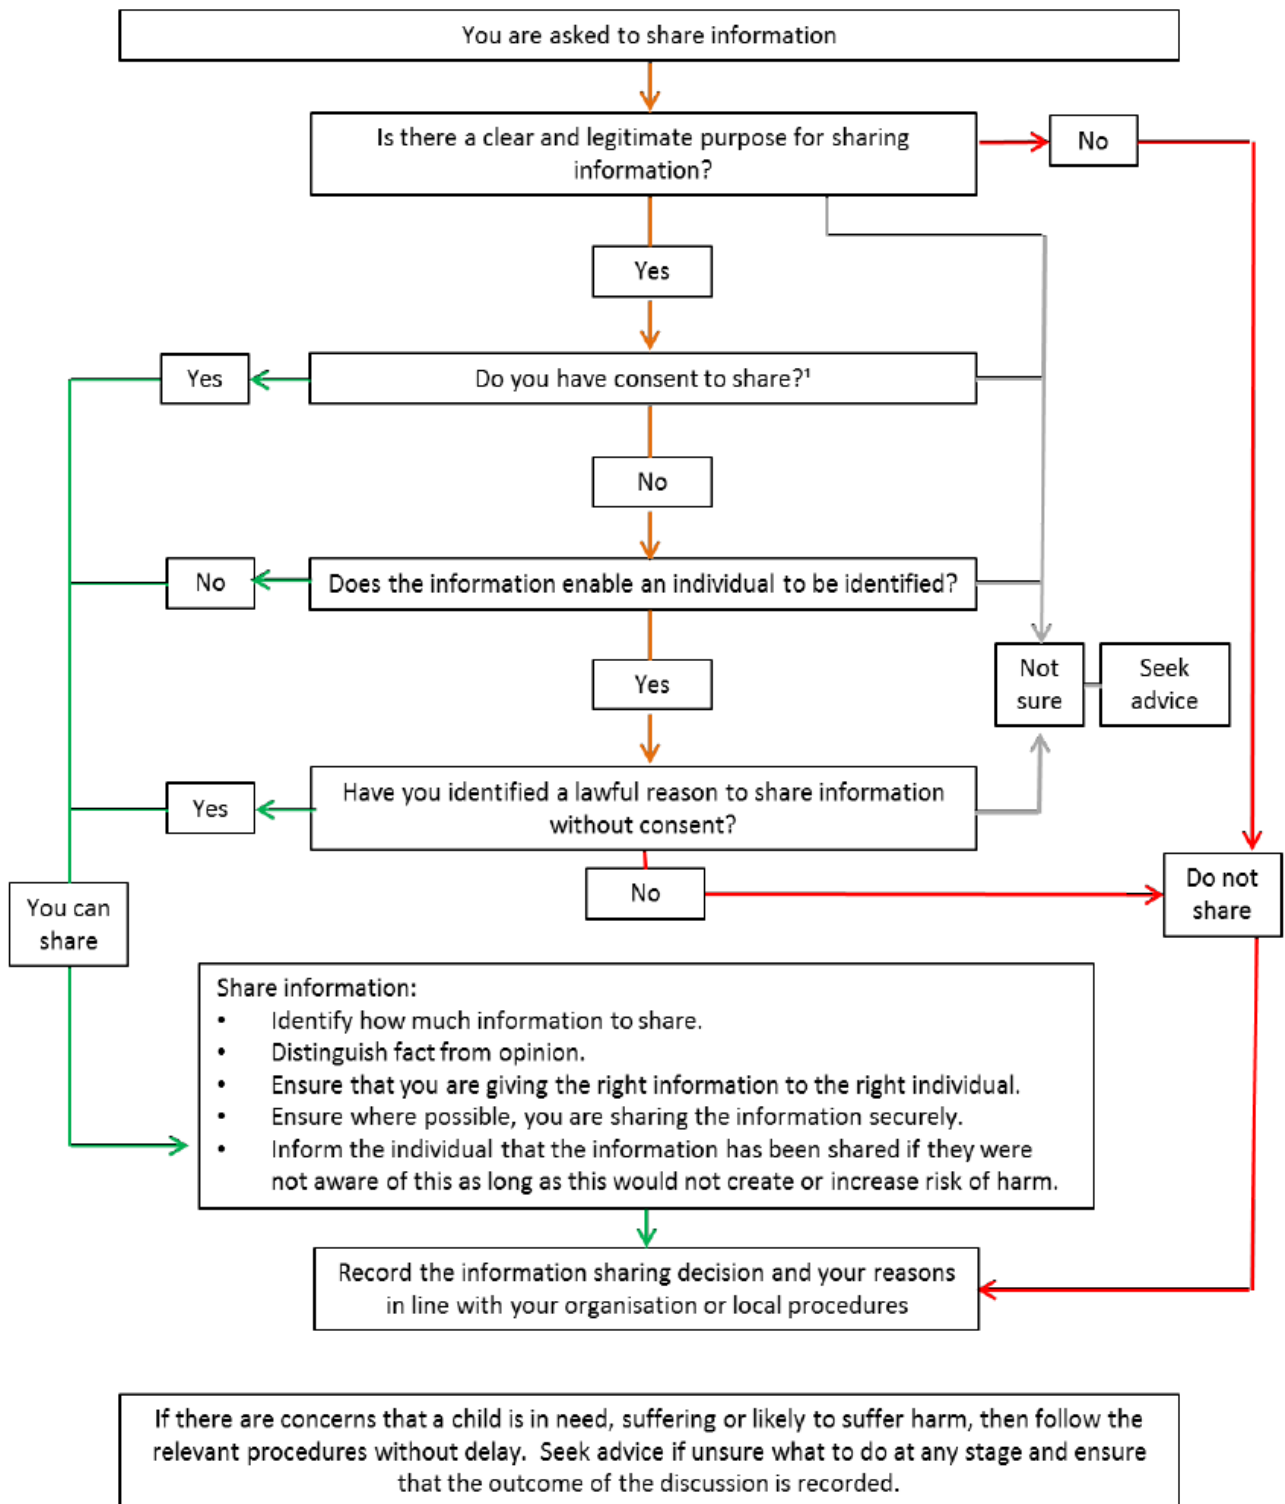 You are asked to share information
Is there a clear and legitimate purpose for sharing
information?
No
Yes
Yes
Do you have consent to share?¹
No
No
Does the information enable an individual to be identified?
Yes
Not
sure
Seek
advice
Yes
Have you identified a lawful reason to share information
without consent?
No
Do not
share
You can
share
Share information:
• Identify how much information to share.
• Distinguish fact from opinion.
• Ensure that you are giving the right information to the right individual.
• Ensure where possible, you are sharing the information securely.
• Inform the individual that the information has been shared if they were
not aware of this as long as this would not create or increase risk of harm.
Record the information sharing decision and your reasons
in line with your organisation or local procedures
If there are concerns that a child is in need, suffering or likely to suffer harm, then follow the
relevant procedures without delay. Seek advice if unsure what to do at any stage and ensure
that the outcome of the discussion is recorded.